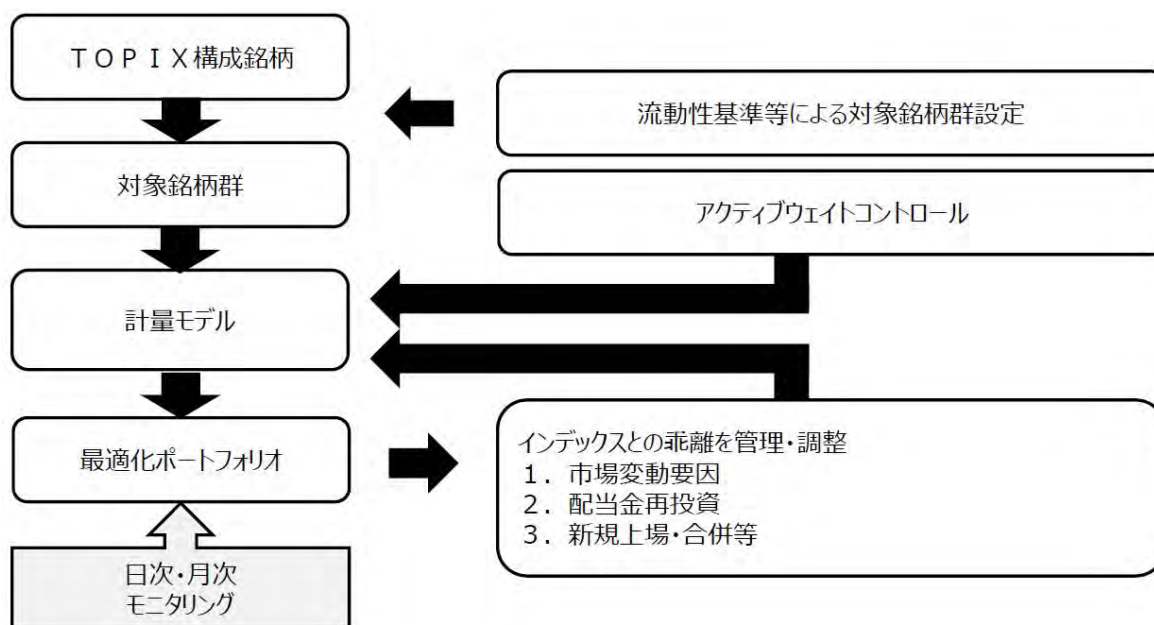 ＴＯＰＩＸ構成銘柄
流動性基準等による対象銘柄群設定
対象銘柄群
アクティブウェイトコントロール
計量モデル
最適化ポートフォリオ
インデックスとの乖離を管理・調整
１．市場変動要因
２．配当金再投資
３．新規上場・合併等
日次・月次
モニタリング